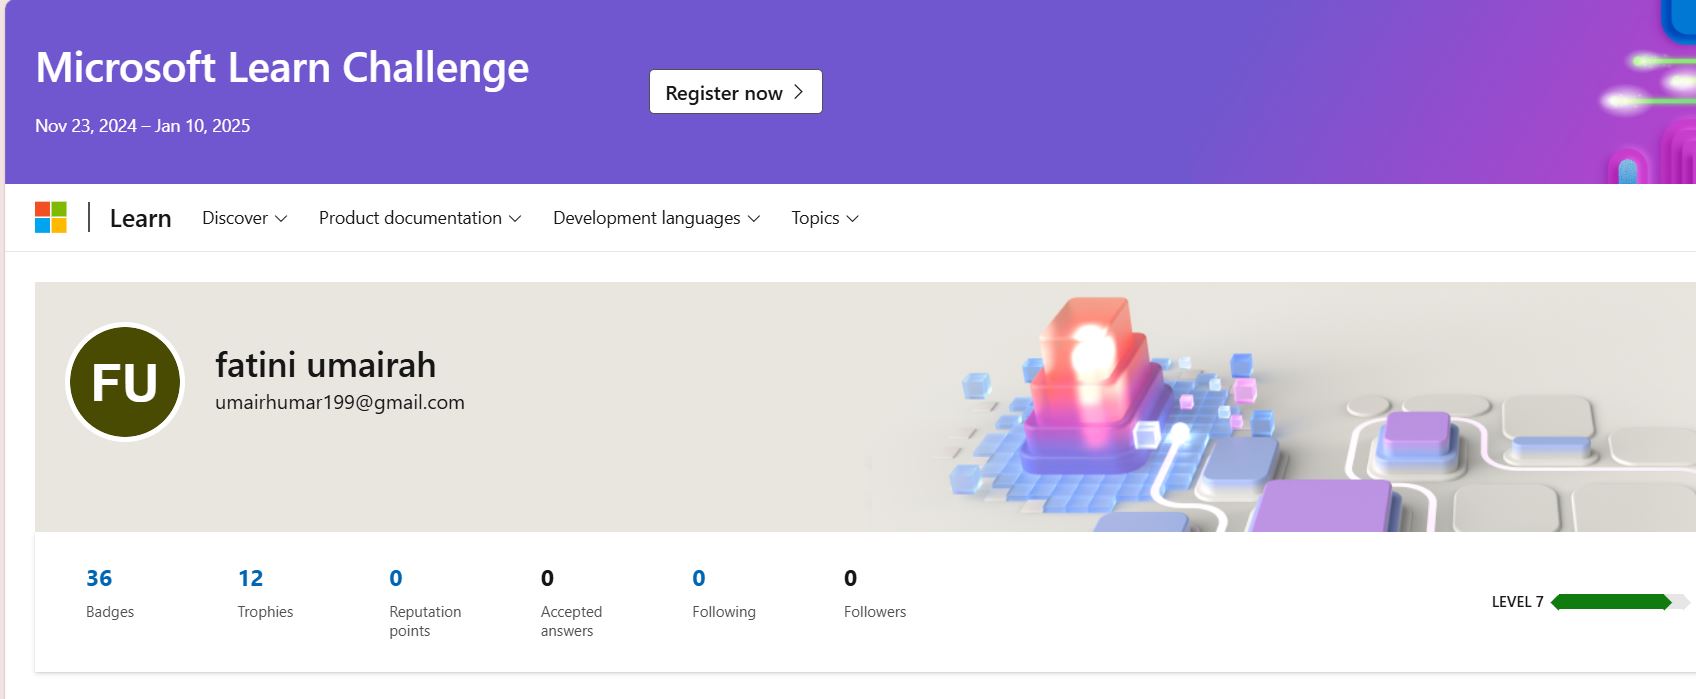 Microsoft Learn Challenge
Register now
Nov 23, 2024 – Jan 10, 2025
Learn Discover Product documentation Development languages Topics
FU
fatini umairah
umairhumar199@gmail.com
36 12 0 0 0 0
Badges Trophies Reputation points Accepted answers Following Followers
LEVEL 7